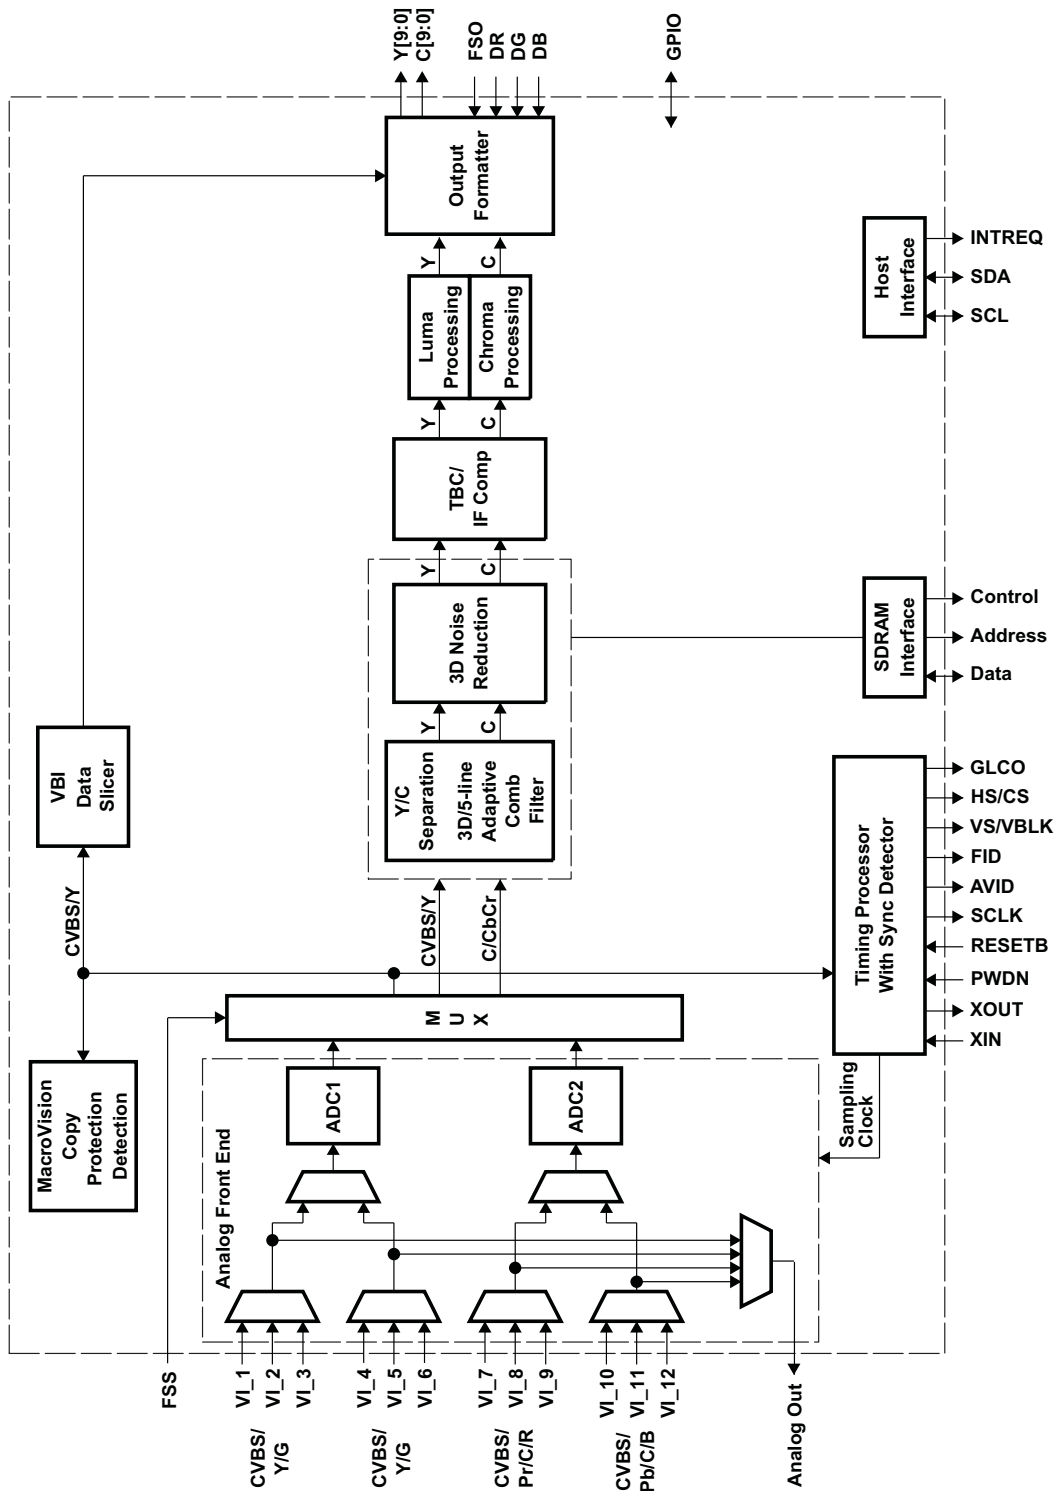 MacroVision
Copy
Protection
Detection
CVBS/Y
VBI
Data
Slicer
FSS
Analog Front End
VI_1
VI_2
VI_3
CVBS/
Y/G
VI_4
VI_5
VI_6
CVBS/
Y/G
VI_7
VI_8
VI_9
CVBS/
Pr/C/R
VI_10
VI_11
VI_12
CVBS/
Pb/C/B
Analog Out
ADC1
ADC2
M
U
X
CVBS/Y
C/CbCr
Y/C
Separation
3D/5-line
Adaptive
Comb
Filter
Y
C
3D Noise
Reduction
Y
C
TBC/
IF Comp
Y
C
Luma
Processing
Chroma
Processing
Y
C
Output
Formatter
Y[9:0]
C[9:0]
FSO
DR
DG
DB
GPIO
Sampling
Clock
Timing Processor
With Sync Detector
XIN
XOUT
PWDN
RESETB
SCLK
AVID
FID
VS/VBLK
HS/CS
GLCO
SDRAM
Interface
Data
Address
Control
Host
Interface
SCL
SDA
INTREQ